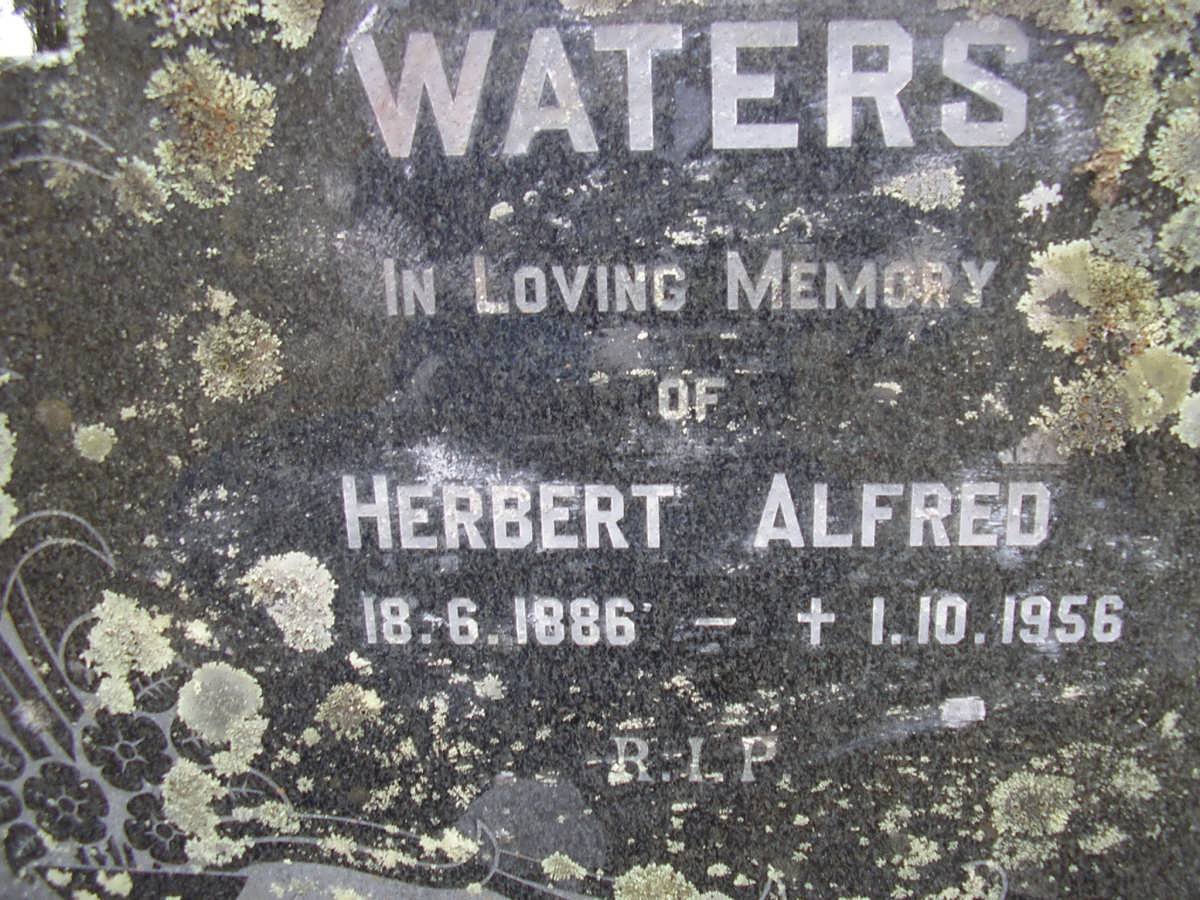 WATERS
IN LOVING MEMORY
OF
HERBERT ALFRED
18.6.1886 – † 1.10.1956
R.I.P